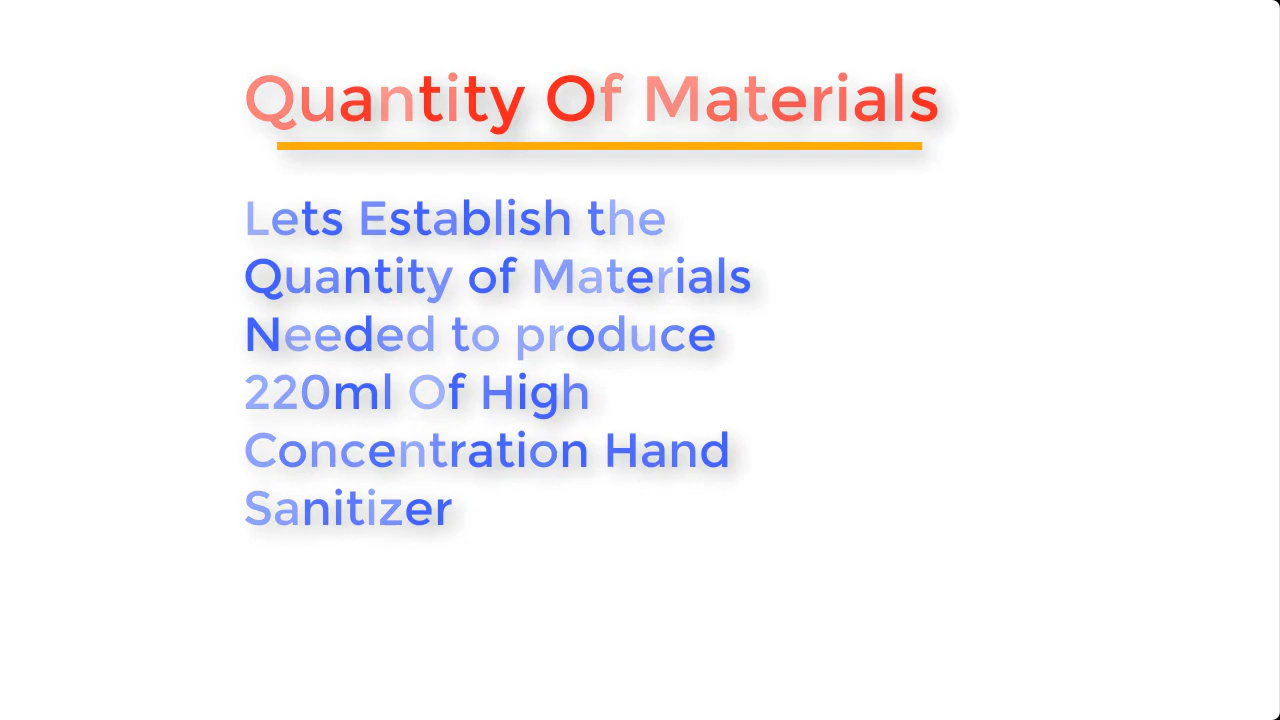 Quantity Of Materials
Lets Establish the
Quantity of Materials
Needed to produce
220ml Of High
Concentration Hand
Sanitizer